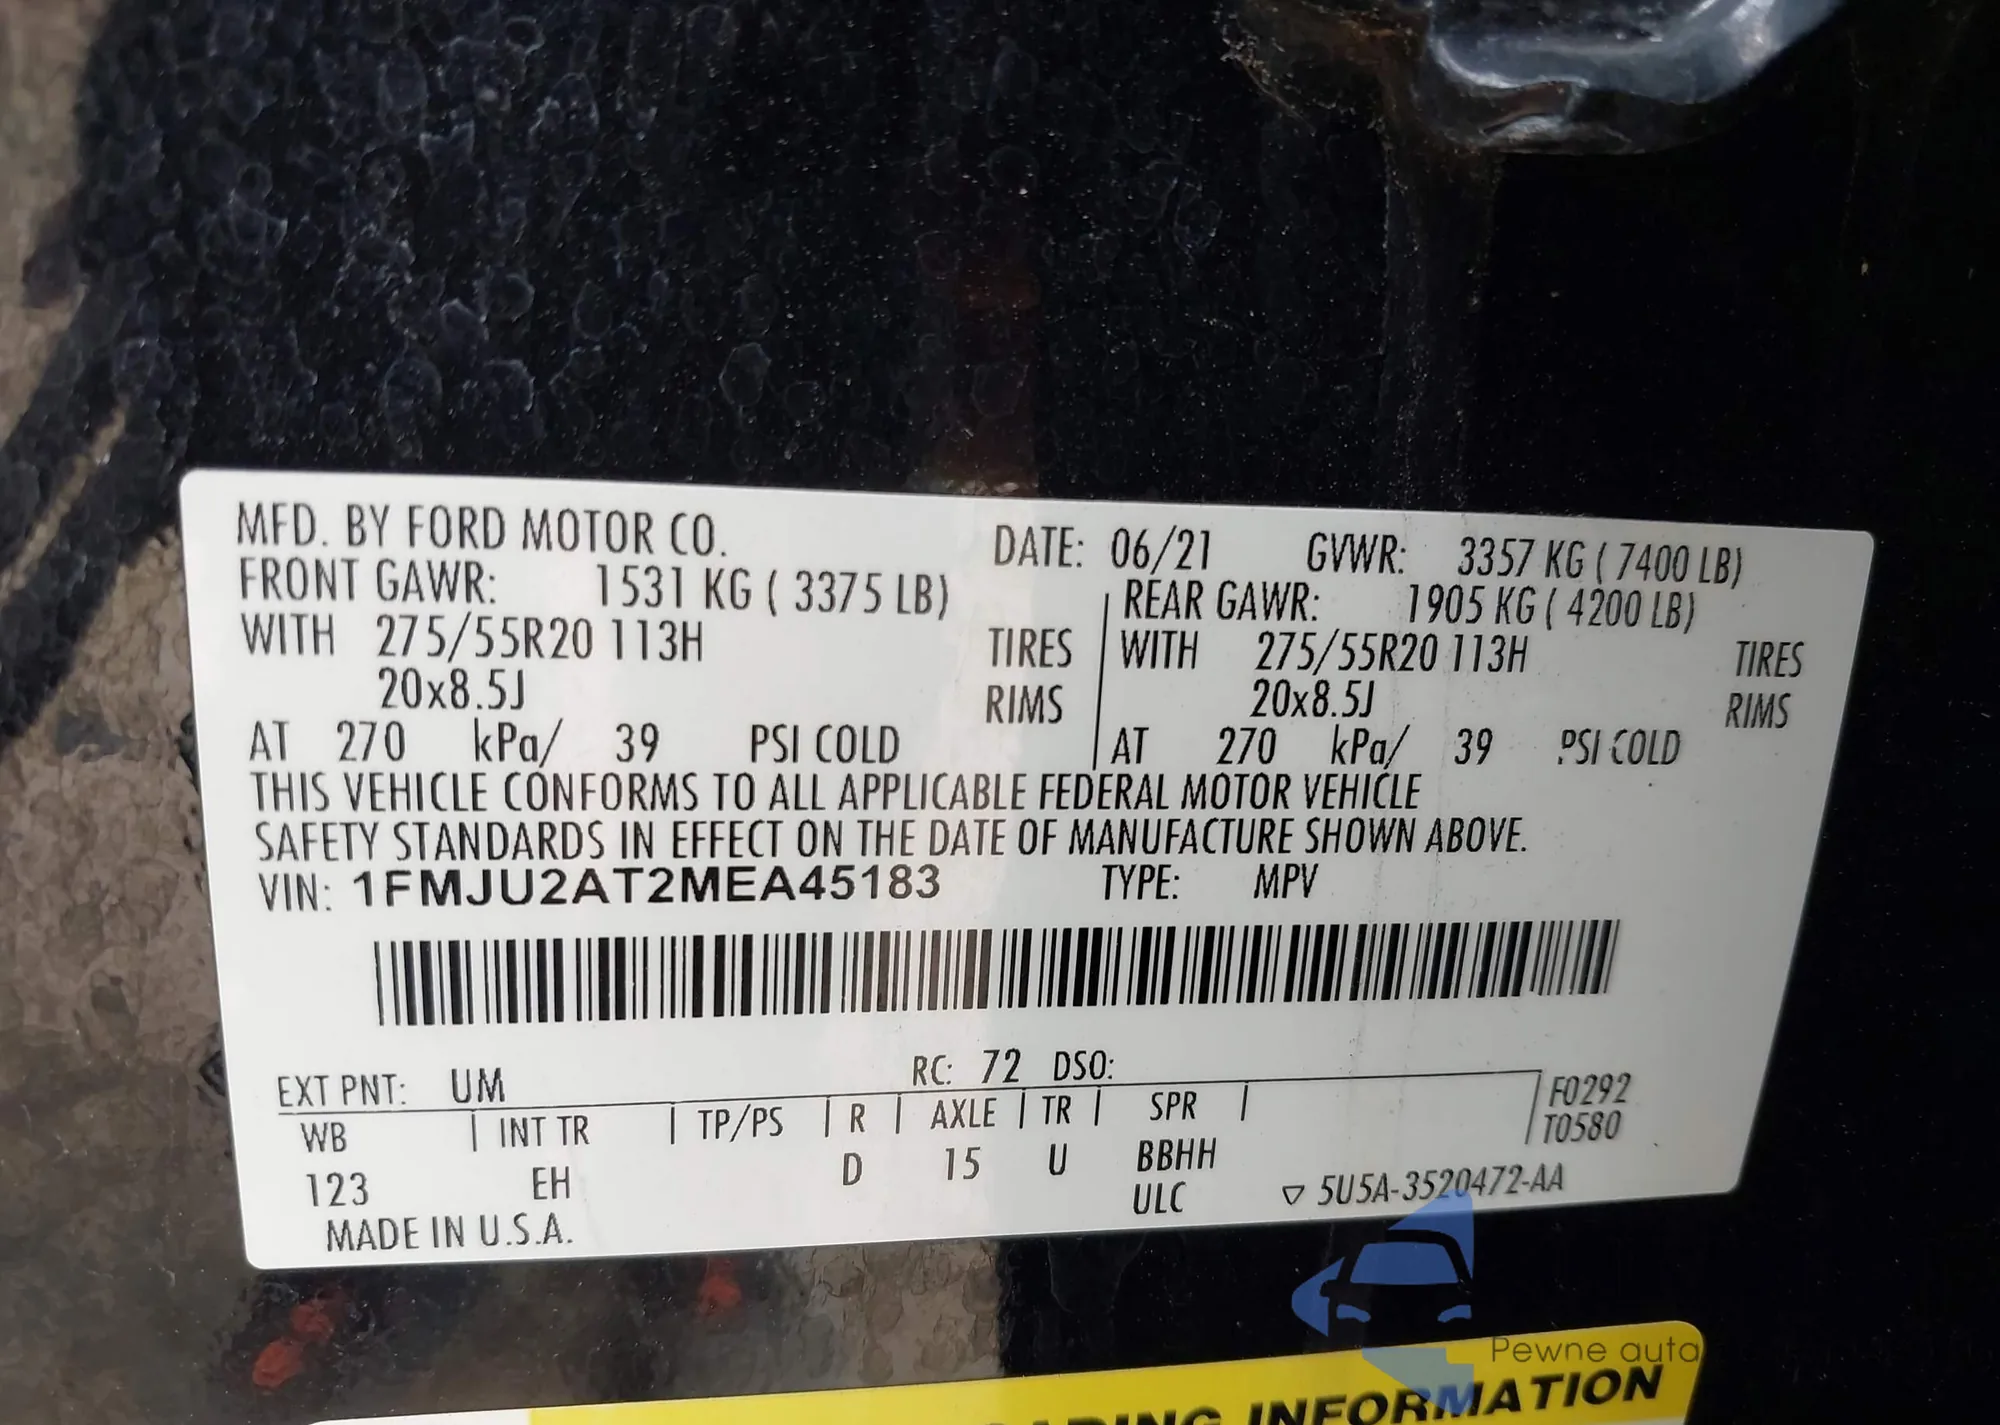 MFD. BY FORD MOTOR CO. DATE: 06/21 GVWR: 3357 KG ( 7400 LB)
FRONT GAWR: 1531 KG ( 3375 LB) REAR GAWR: 1905 KG ( 4200 LB)
WITH 275/55R20 113H TIRES WITH 275/55R20 113H TIRES
20x8.5J RIMS 20x8.5J RIMS
AT 270 kPa/ 39 PSI COLD AT 270 kPa/ 39 PSI COLD
THIS VEHICLE CONFORMS TO ALL APPLICABLE FEDERAL MOTOR VEHICLE
SAFETY STANDARDS IN EFFECT ON THE DATE OF MANUFACTURE SHOWN ABOVE.
VIN: 1FMJU2AT2MEA45183 TYPE: MPV
EXT PNT: UM RC: 72 DSO:
WB INT TR TP/PS R AXLE TR SPR F0292
T0580
123 EH D 15 U BBHH
ULC ▽ 5U5A-3520472-AA
MADE IN U.S.A.
Pewne auta
INFORMATION